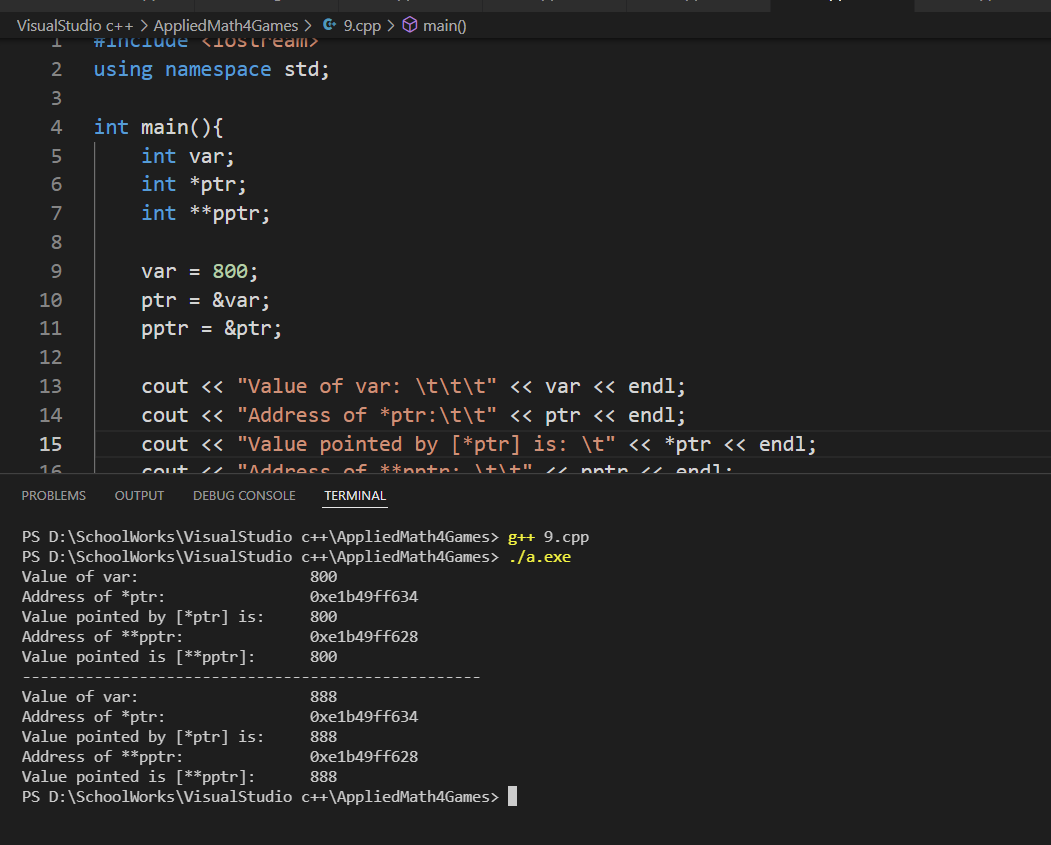 VisualStudio c++ > AppliedMath4Games > 9.cpp > main()
1 #include <iostream>
2 using namespace std;
3
4 int main(){
5 int var;
6 int *ptr;
7 int **pptr;
8
9 var = 800;
10 ptr = &var;
11 pptr = &ptr;
12
13 cout << "Value of var: \t\t\t" << var << endl;
14 cout << "Address of *ptr:\t\t" << ptr << endl;
15 cout << "Value pointed by [*ptr] is: \t" << *ptr << endl;
16 cout << "Address of **pptr: \t\t" << pptr << endl;
PROBLEMS OUTPUT DEBUG CONSOLE TERMINAL
PS D:\SchoolWorks\VisualStudio c++\AppliedMath4Games> g++ 9.cpp
PS D:\SchoolWorks\VisualStudio c++\AppliedMath4Games> ./a.exe
Value of var: 800
Address of *ptr: 0xe1b49ff634
Value pointed by [*ptr] is: 800
Address of **pptr: 0xe1b49ff628
Value pointed is [**pptr]: 800
---------------------------------------------------
Value of var: 888
Address of *ptr: 0xe1b49ff634
Value pointed by [*ptr] is: 888
Address of **pptr: 0xe1b49ff628
Value pointed is [**pptr]: 888
PS D:\SchoolWorks\VisualStudio c++\AppliedMath4Games>